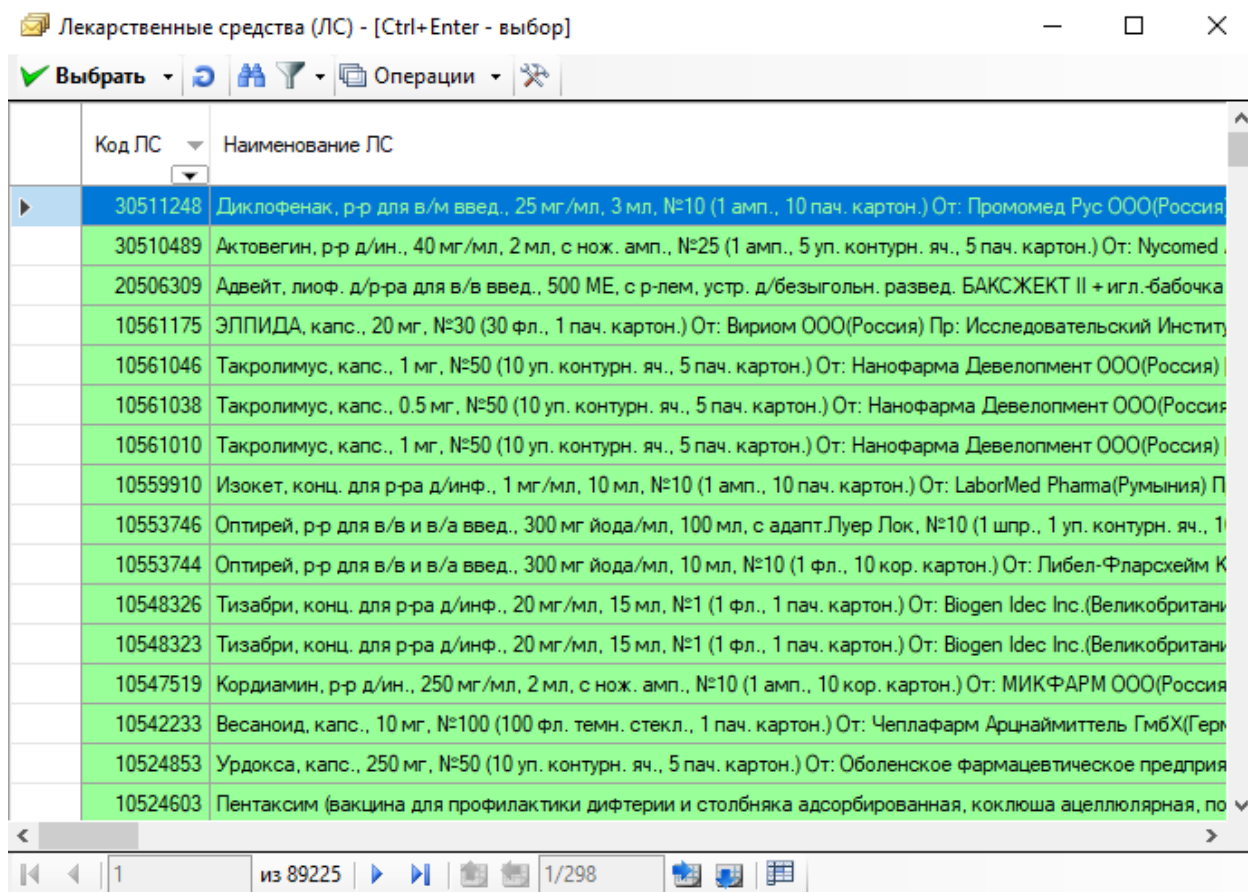 Лекарственные средства (ЛС) - [Ctrl+Enter - выбор]
Выбрать Операции
Код ЛС Наименование ЛС
30511248 Диклофенак, р-р для в/м введ., 25 мг/мл, 3 мл, №10 (1 амп., 10 пач. картон.) От: Промомед Рус ООО(Россия)
30510489 Актовегин, р-р д/ин., 40 мг/мл, 2 мл, с нож. амп., №25 (1 амп., 5 уп. контурн. яч., 5 пач. картон.) От: Nycomed
20506309 Адвейт, лиоф. д/р-ра для в/в введ., 500 МЕ, с р-лем, устр. д/безыгольн. развед. БАКСЖЕКТ II + игл.-бабочка
10561175 ЭЛПИДА, капс., 20 мг, №30 (30 фл., 1 пач. картон.) От: Вириом ООО(Россия) Пр: Исследовательский Институ
10561046 Такролимус, капс., 1 мг, №50 (10 уп. контурн. яч., 5 пач. картон.) От: Нанофарма Девелопмент ООО(Россия)
10561038 Такролимус, капс., 0.5 мг, №50 (10 уп. контурн. яч., 5 пач. картон.) От: Нанофарма Девелопмент ООО(Россия
10561010 Такролимус, капс., 1 мг, №50 (10 уп. контурн. яч., 5 пач. картон.) От: Нанофарма Девелопмент ООО(Россия)
10559910 Изокет, конц. для р-ра д/инф., 1 мг/мл, 10 мл, №10 (1 амп., 10 пач. картон.) От: LaborMed Pharma(Румыния) П
10553746 Оптирей, р-р для в/в и в/а введ., 300 мг йода/мл, 100 мл, с адапт.Луер Лок, №10 (1 шпр., 1 уп. контурн. яч., 1
10553744 Оптирей, р-р для в/в и в/а введ., 300 мг йода/мл, 10 мл, №10 (1 фл., 10 кор. картон.) От: Либел-Фларсхейм К
10548326 Тизабри, конц. для р-ра д/инф., 20 мг/мл, 15 мл, №1 (1 фл., 1 пач. картон.) От: Biogen Idec Inc.(Великобритани
10548323 Тизабри, конц. для р-ра д/инф., 20 мг/мл, 15 мл, №1 (1 фл., 1 пач. картон.) От: Biogen Idec Inc.(Великобритани
10547519 Кордиамин, р-р д/ин., 250 мг/мл, 2 мл, с нож. амп., №10 (1 амп., 10 кор. картон.) От: МИКФАРМ ООО(Россия
10542233 Весаноид, капс., 10 мг, №100 (100 фл. темн. стекл., 1 пач. картон.) От: Чеплафарм Арцнаймиттель ГмбХ(Герм
10524853 Урдокса, капс., 250 мг, №50 (10 уп. контурн. яч., 5 пач. картон.) От: Оболенское фармацевтическое предприя
10524603 Пентаксим (вакцина для профилактики дифтерии и столбняка адсорбированная, коклюша ацеллюлярная, по
1 из 89225 1/298